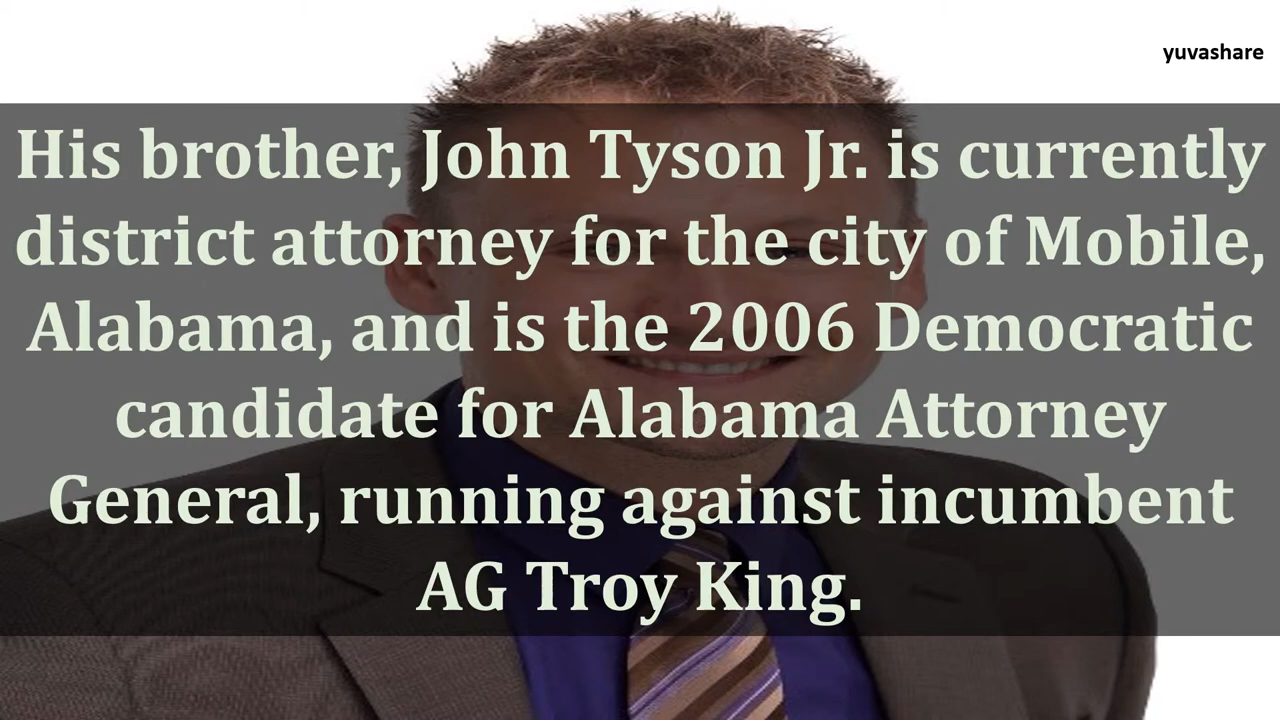 yuvashare
His brother, John Tyson Jr. is currently
district attorney for the city of Mobile,
Alabama, and is the 2006 Democratic
candidate for Alabama Attorney
General, running against incumbent
AG Troy King.